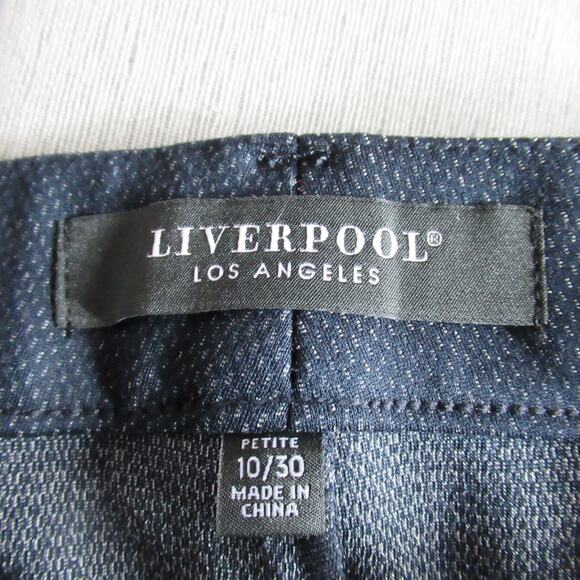 LIVERPOOL®
LOS ANGELES
PETITE
10/30
MADE IN
CHINA